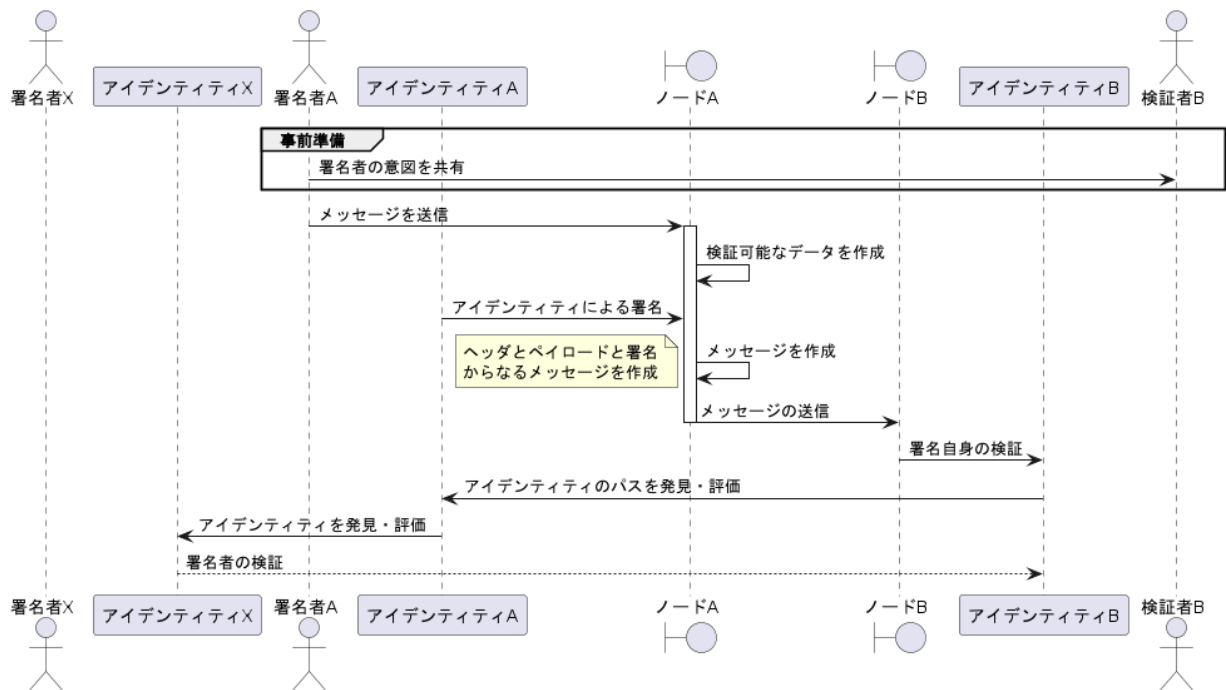 署名者X
アイデンティティX
署名者A
アイデンティティA
ノードA
ノードB
アイデンティティB
検証者B
事前準備
署名者の意図を共有
メッセージを送信
検証可能なデータを作成
アイデンティティによる署名
ヘッダとペイロードと署名
からなるメッセージを作成
メッセージを作成
メッセージの送信
署名自身の検証
アイデンティティのパスを発見・評価
アイデンティティを発見・評価
署名者の検証
署名者X
アイデンティティX
署名者A
アイデンティティA
ノードA
ノードB
アイデンティティB
検証者B